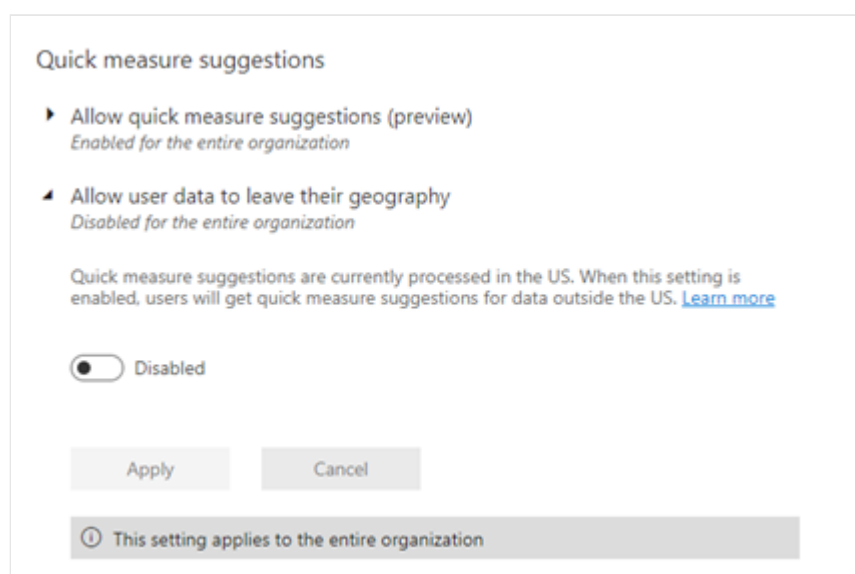 Quick measure suggestions
Allow quick measure suggestions (preview)
Enabled for the entire organization
Allow user data to leave their geography
Disabled for the entire organization
Quick measure suggestions are currently processed in the US. When this setting is
enabled, users will get quick measure suggestions for data outside the US. Learn more
Disabled
Apply Cancel
This setting applies to the entire organization